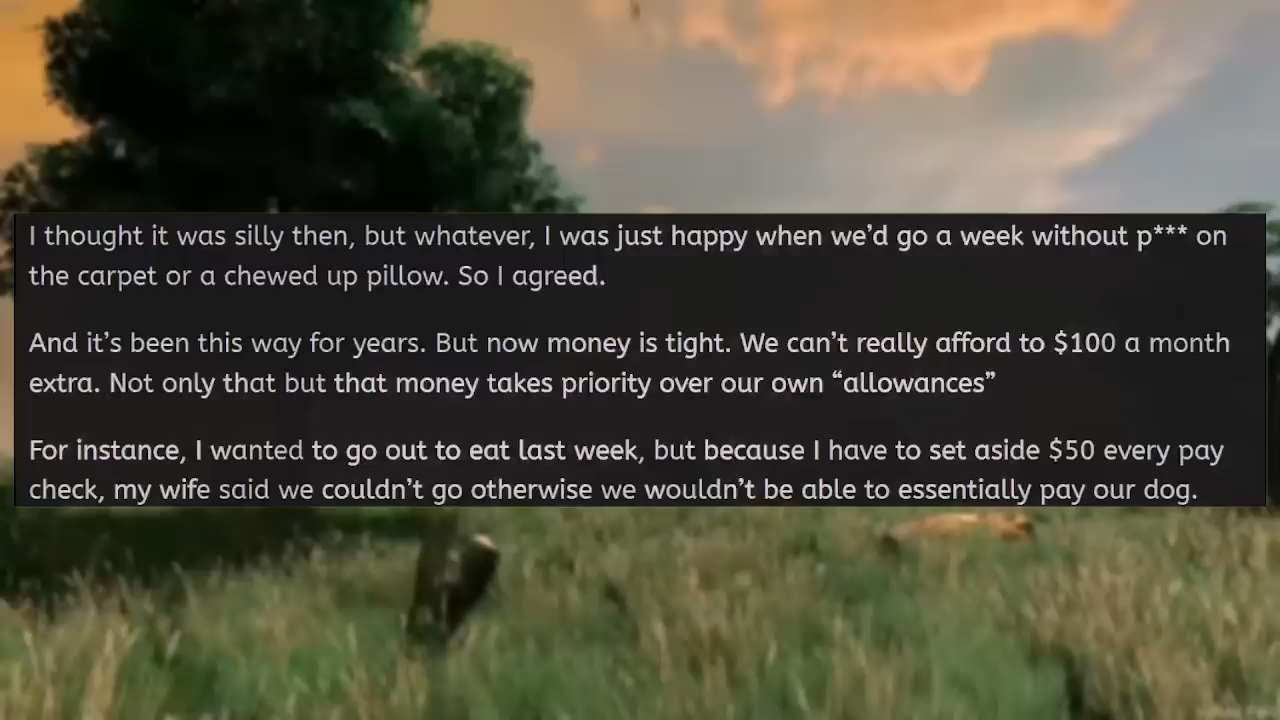 I thought it was silly then, but whatever, I was just happy when we’d go a week without p*** on
the carpet or a chewed up pillow. So I agreed.
And it’s been this way for years. But now money is tight. We can’t really afford to $100 a month
extra. Not only that but that money takes priority over our own “allowances”
For instance, I wanted to go out to eat last week, but because I have to set aside $50 every pay
check, my wife said we couldn’t go otherwise we wouldn’t be able to essentially pay our dog.